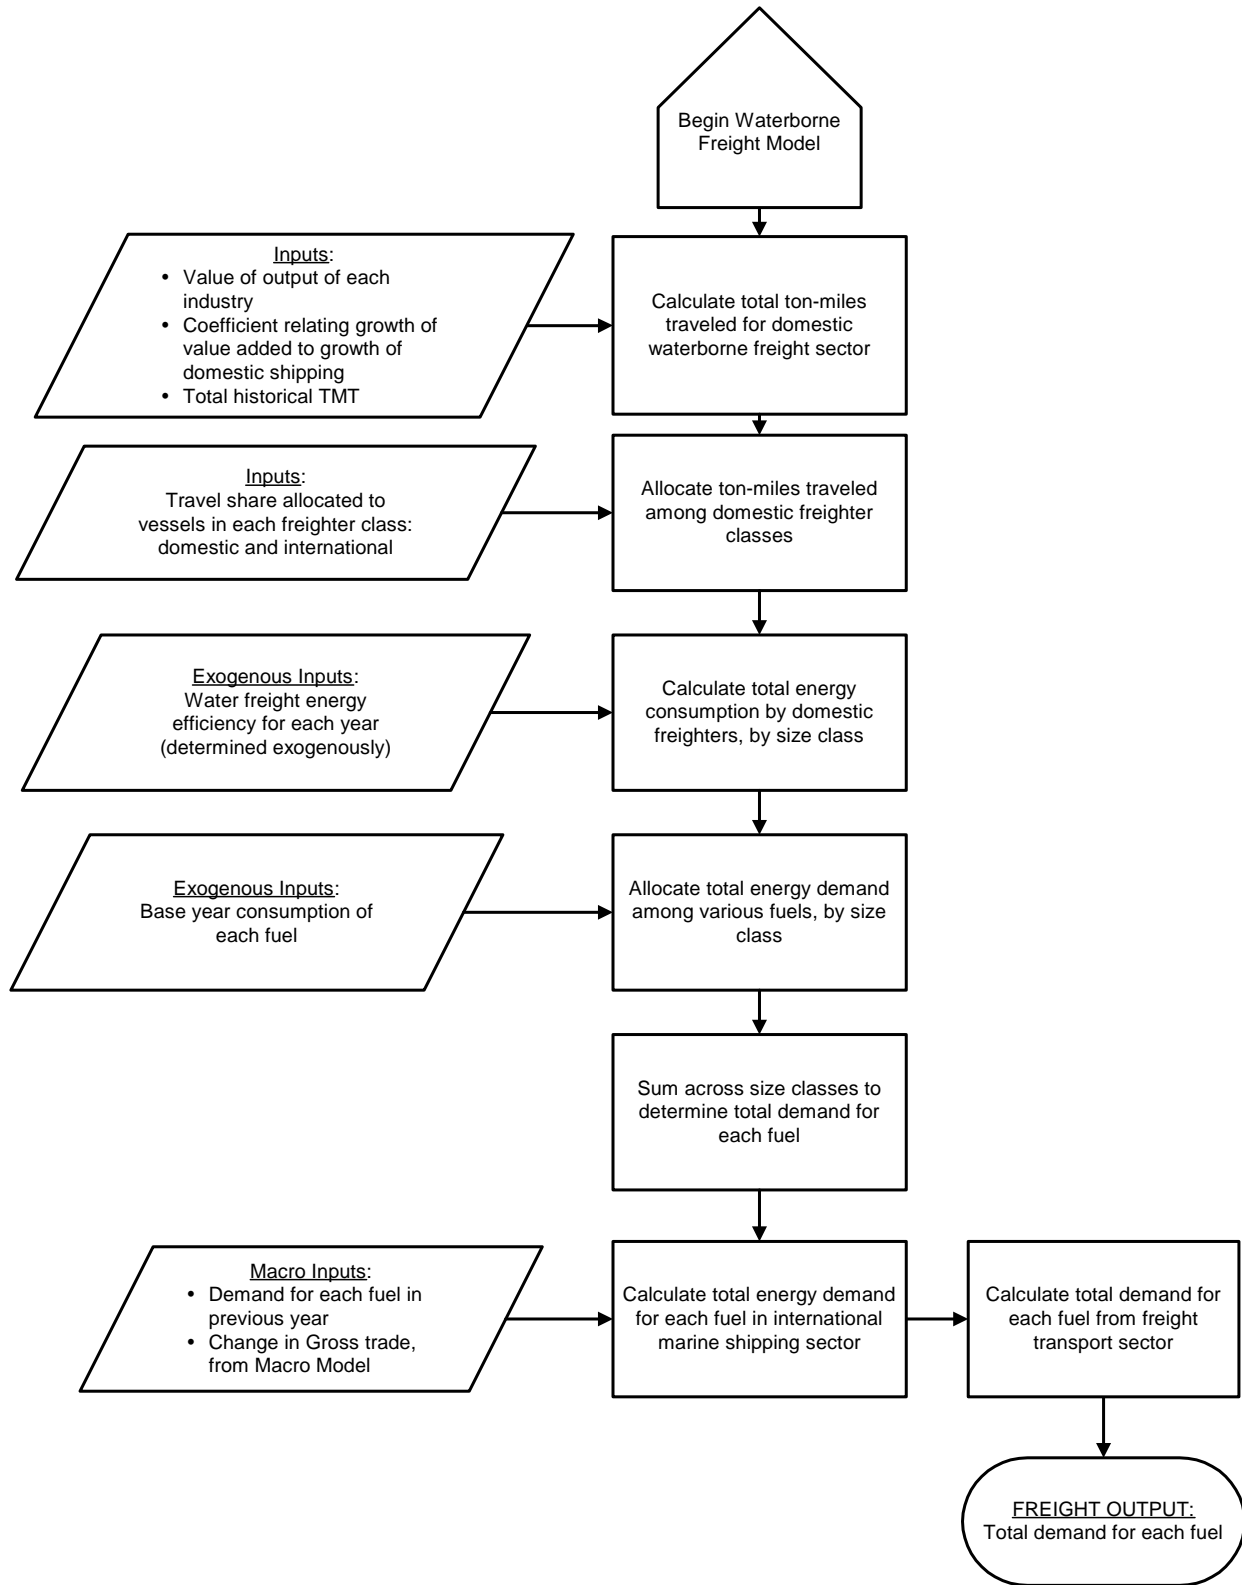 Begin Waterborne
Freight Model
Inputs:
• Value of output of each
industry
• Coefficient relating growth of
value added to growth of
domestic shipping
• Total historical TMT
Calculate total ton-miles
traveled for domestic
waterborne freight sector
Inputs:
Travel share allocated to
vessels in each freighter class:
domestic and international
Allocate ton-miles traveled
among domestic freighter
classes
Exogenous Inputs:
Water freight energy
efficiency for each year
(determined exogenously)
Calculate total energy
consumption by domestic
freighters, by size class
Exogenous Inputs:
Base year consumption of
each fuel
Allocate total energy demand
among various fuels, by size
class
Sum across size classes to
determine total demand for
each fuel
Macro Inputs:
• Demand for each fuel in
previous year
• Change in Gross trade,
from Macro Model
Calculate total energy demand
for each fuel in international
marine shipping sector
Calculate total demand for
each fuel from freight
transport sector
FREIGHT OUTPUT:
Total demand for each fuel